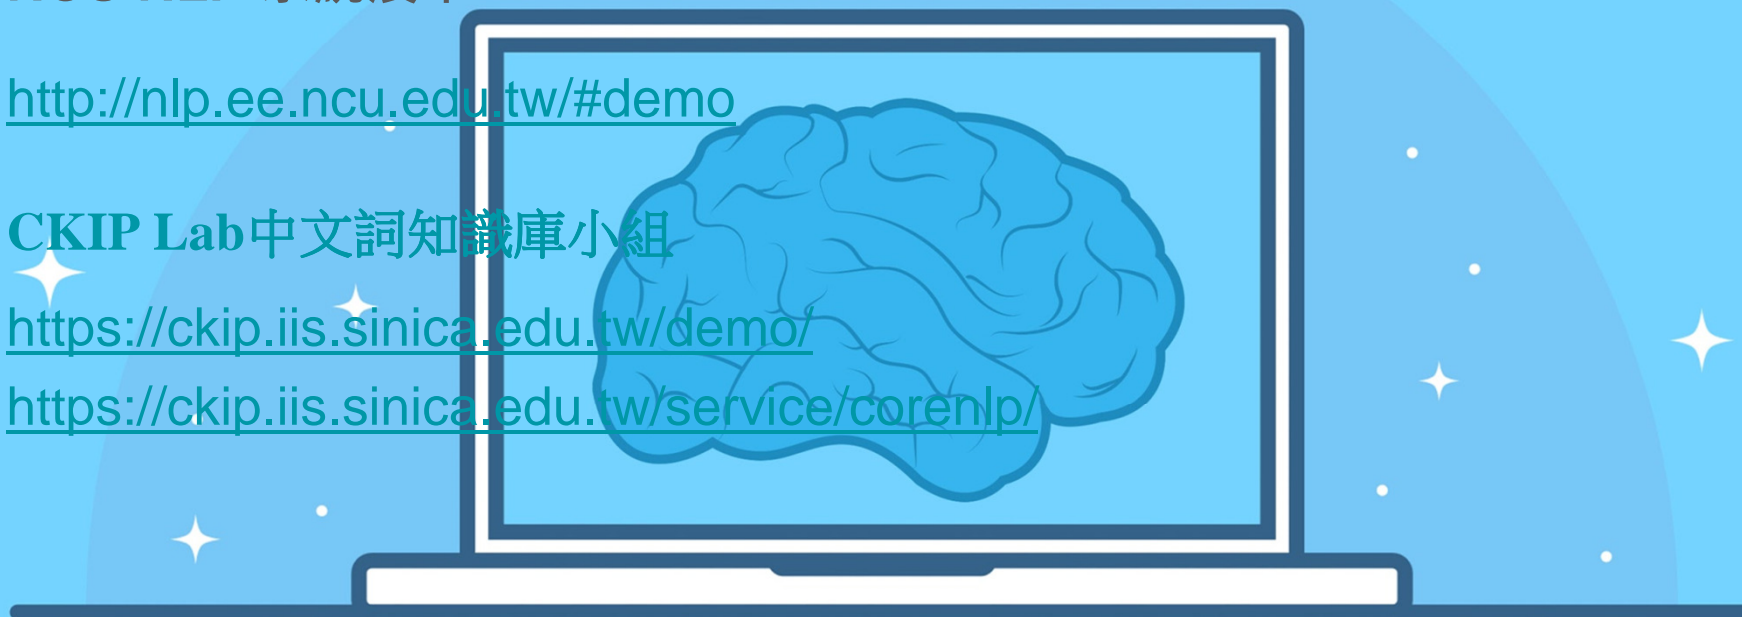 http://nlp.ee.ncu.edu.tw/#demo
CKIP Lab中文詞知識庫小組
https://ckip.iis.sinica.edu.tw/demo/
https://ckip.iis.sinica.edu.tw/service/corenlp/